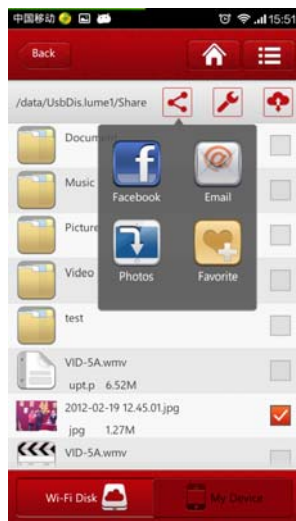 中国移动
15:51
Back
/data/UsbDis.lume1/Share
Document
Facebook
Email
Music
Picture
Photos
Favorite
Video
test
VID-5A.wmv
upt.p 6.52M
2012-02-19 12.45.01.jpg
jpg 1.27M
VID-5A.wmv
Wi-Fi Disk
My Device